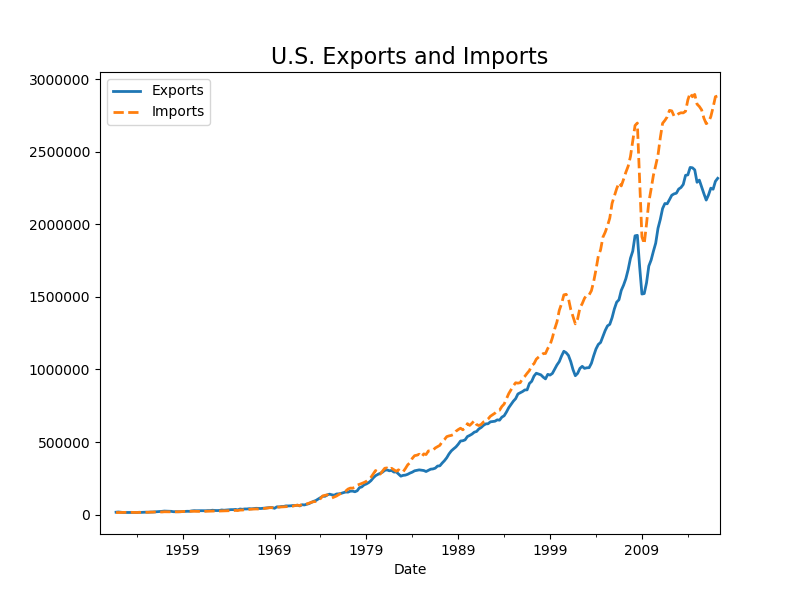 U.S. Exports and Imports
3000000
2500000
2000000
1500000
1000000
500000
0
Exports
Imports
1959 1969 1979 1989 1999 2009
Date